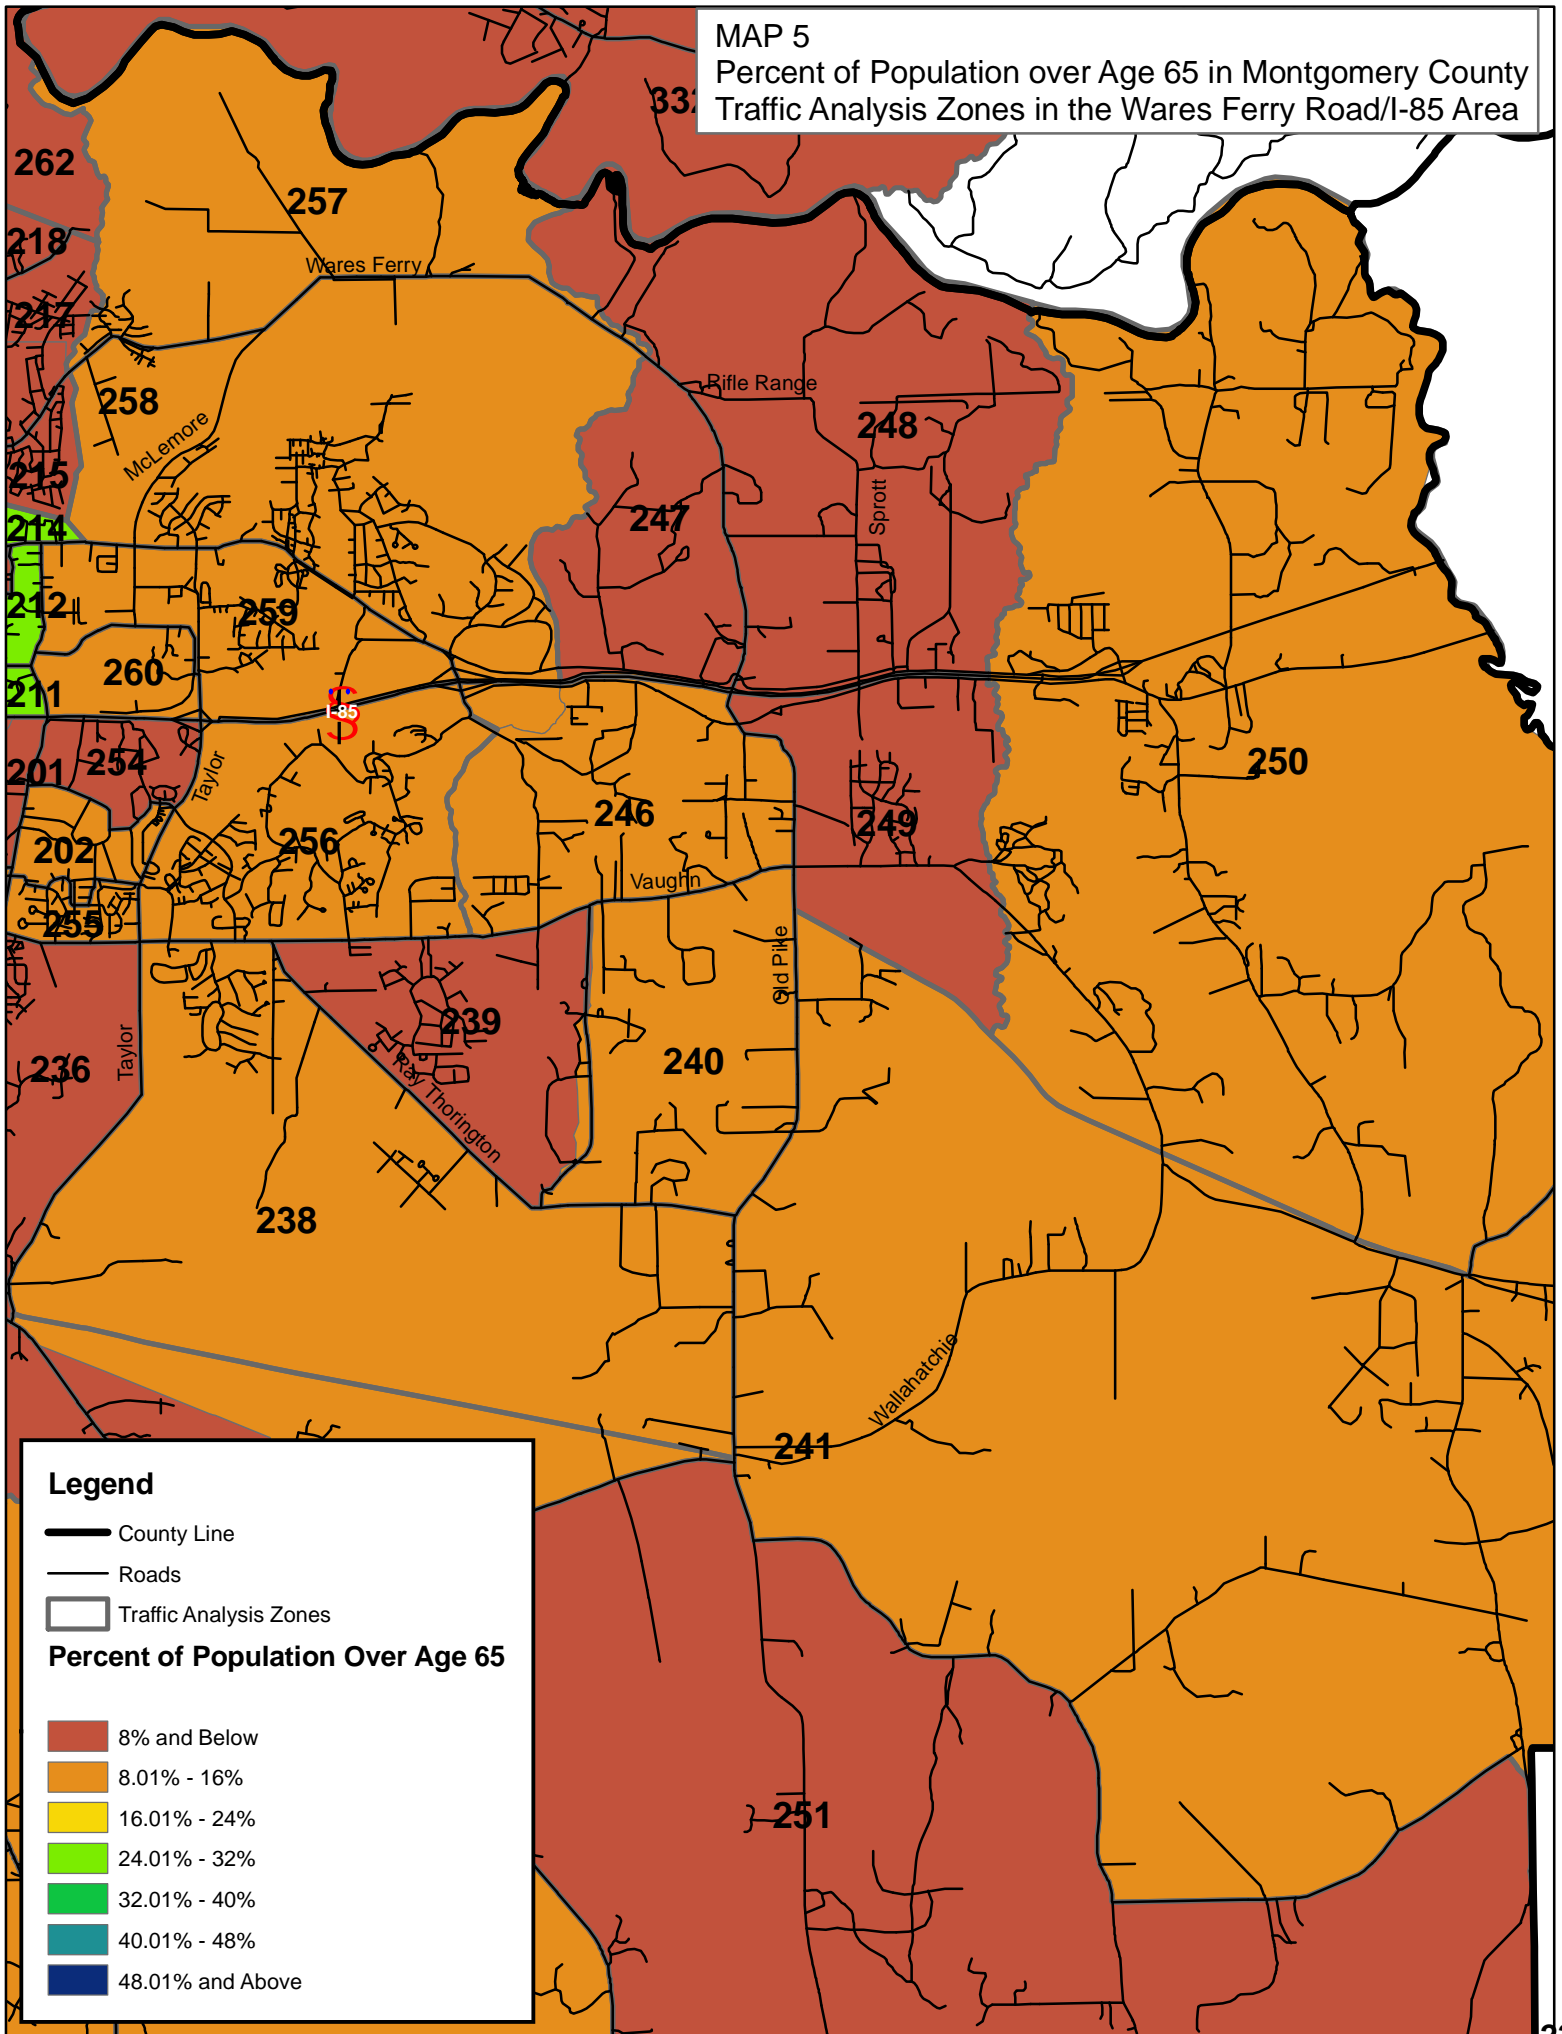 MAP 5
Percent of Population over Age 65 in Montgomery County
Traffic Analysis Zones in the Wares Ferry Road/I-85 Area
262
257
218
Wares Ferry
217
258
Rifle Range
McLemore
248
215
Sprott
247
214
212
259
260
211
I-85
201
254
Taylor
250
246
249
202
256
Vaughn
255
Old Pike
239
236
Taylor
240
Ray Thorington
238
Wallahatchie
241
251
Legend
County Line
Roads
Traffic Analysis Zones
Percent of Population Over Age 65
8% and Below
8.01% - 16%
16.01% - 24%
24.01% - 32%
32.01% - 40%
40.01% - 48%
48.01% and Above